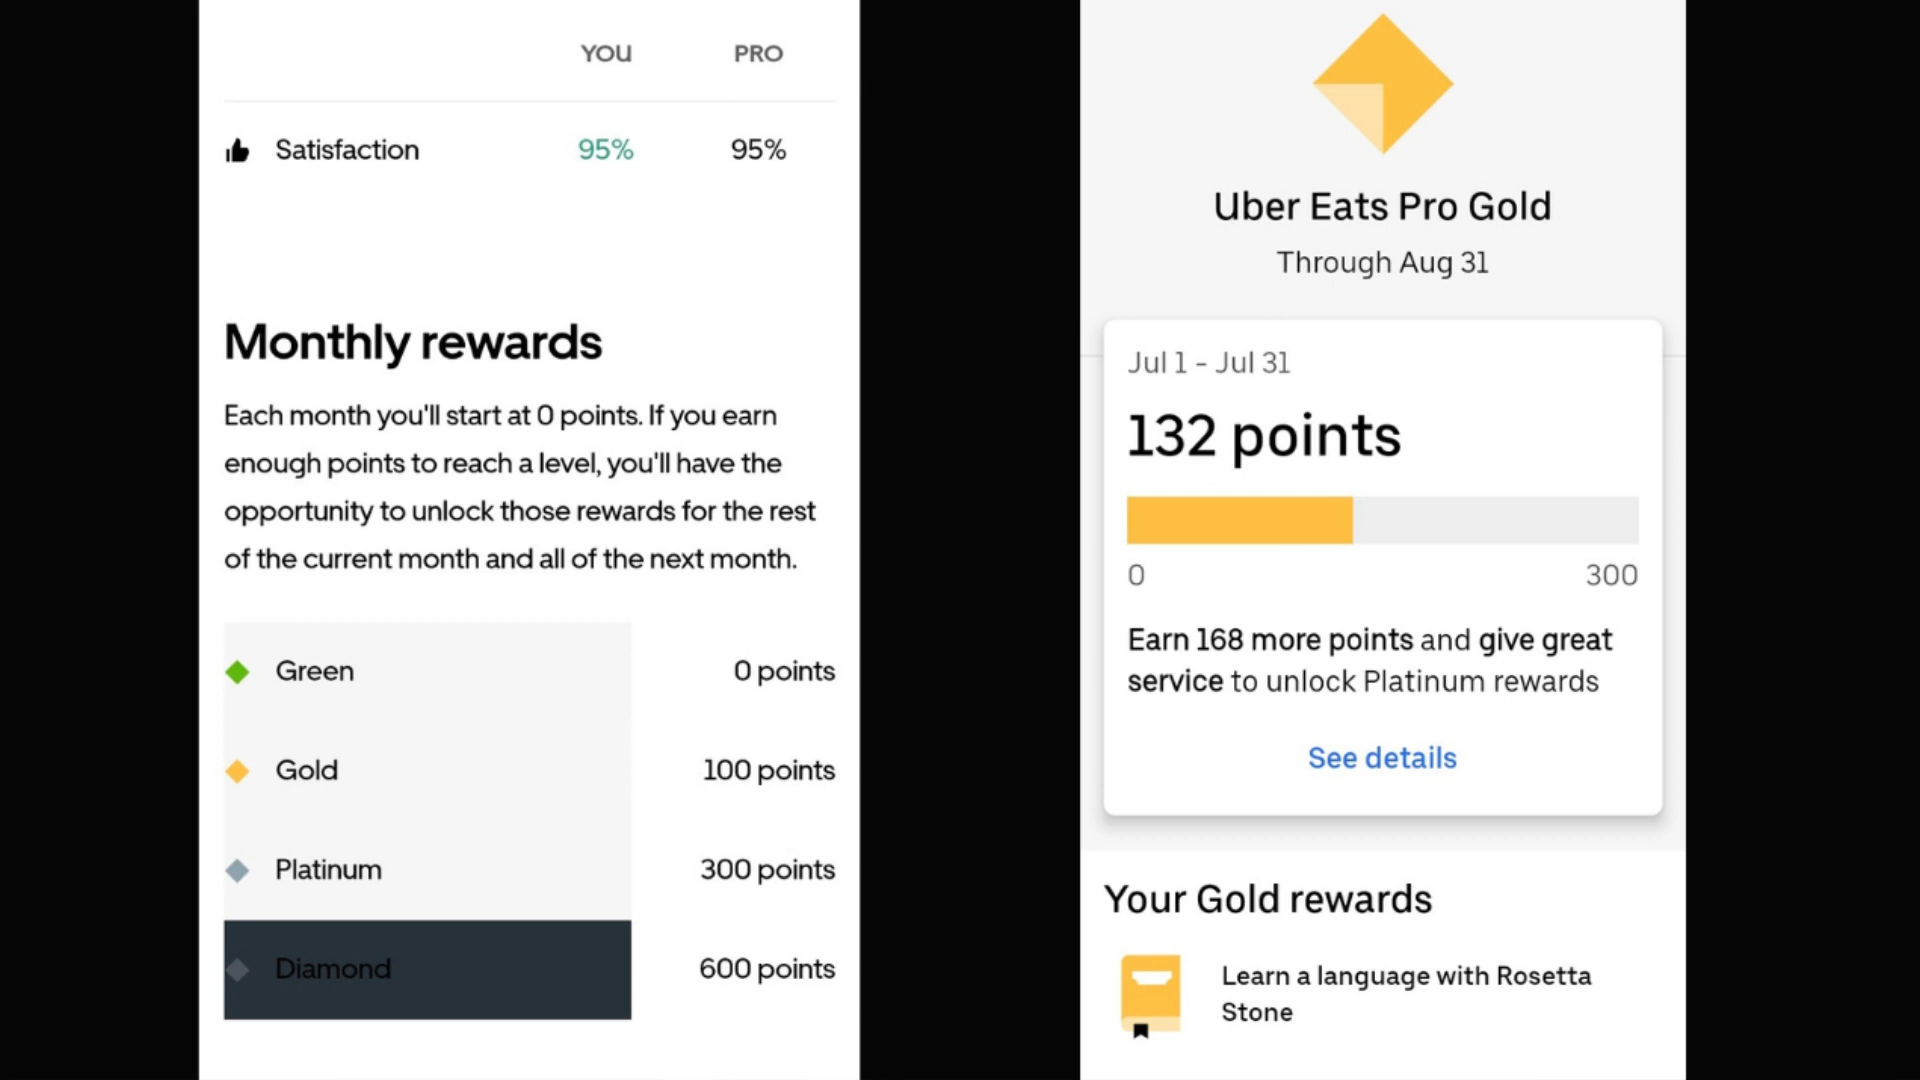 YOU PRO
Satisfaction 95% 95%
Monthly rewards
Each month you'll start at 0 points. If you earn
enough points to reach a level, you'll have the
opportunity to unlock those rewards for the rest
of the current month and all of the next month.
Green 0 points
Gold 100 points
Platinum 300 points
Diamond 600 points
Uber Eats Pro Gold
Through Aug 31
Jul 1 - Jul 31
132 points
0 300
Earn 168 more points and give great
service to unlock Platinum rewards
See details
Your Gold rewards
Learn a language with Rosetta
Stone